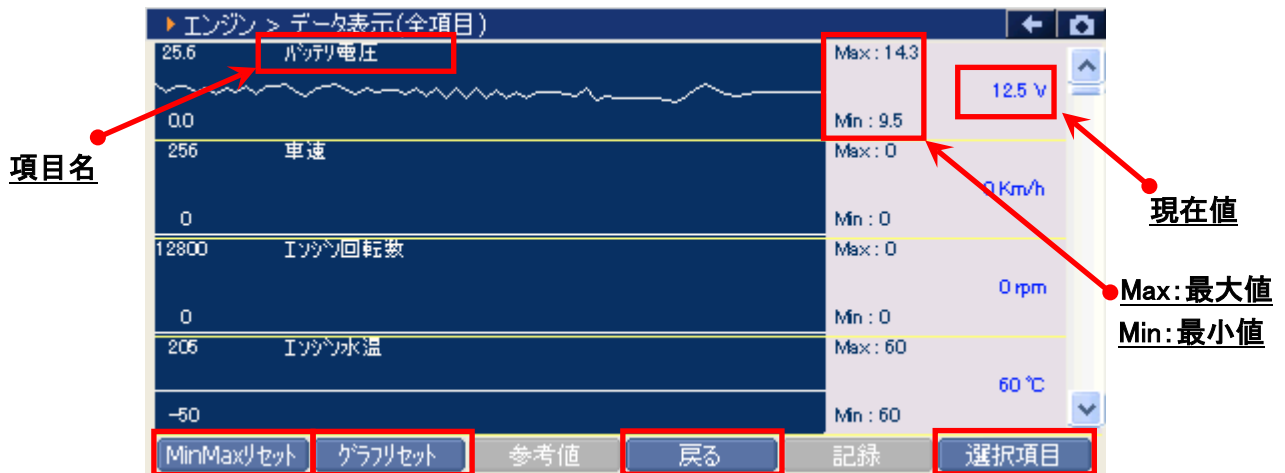 エンジン > データ表示(全項目)
25.6 バッテリ電圧 Max : 14.3
12.5 V
0.0 Min : 9.5
項目名
256 車速 Max : 0
0 Km/h
現在値
0 Min : 0
12800 エンジン回転数 Max : 0
0 rpm
Max:最大値
0 Min : 0
Min:最小値
205 エンジン水温 Max : 60
60 ℃
-50 Min : 60
MinMaxリセット グラフリセット 参考値 戻る 記録 選択項目